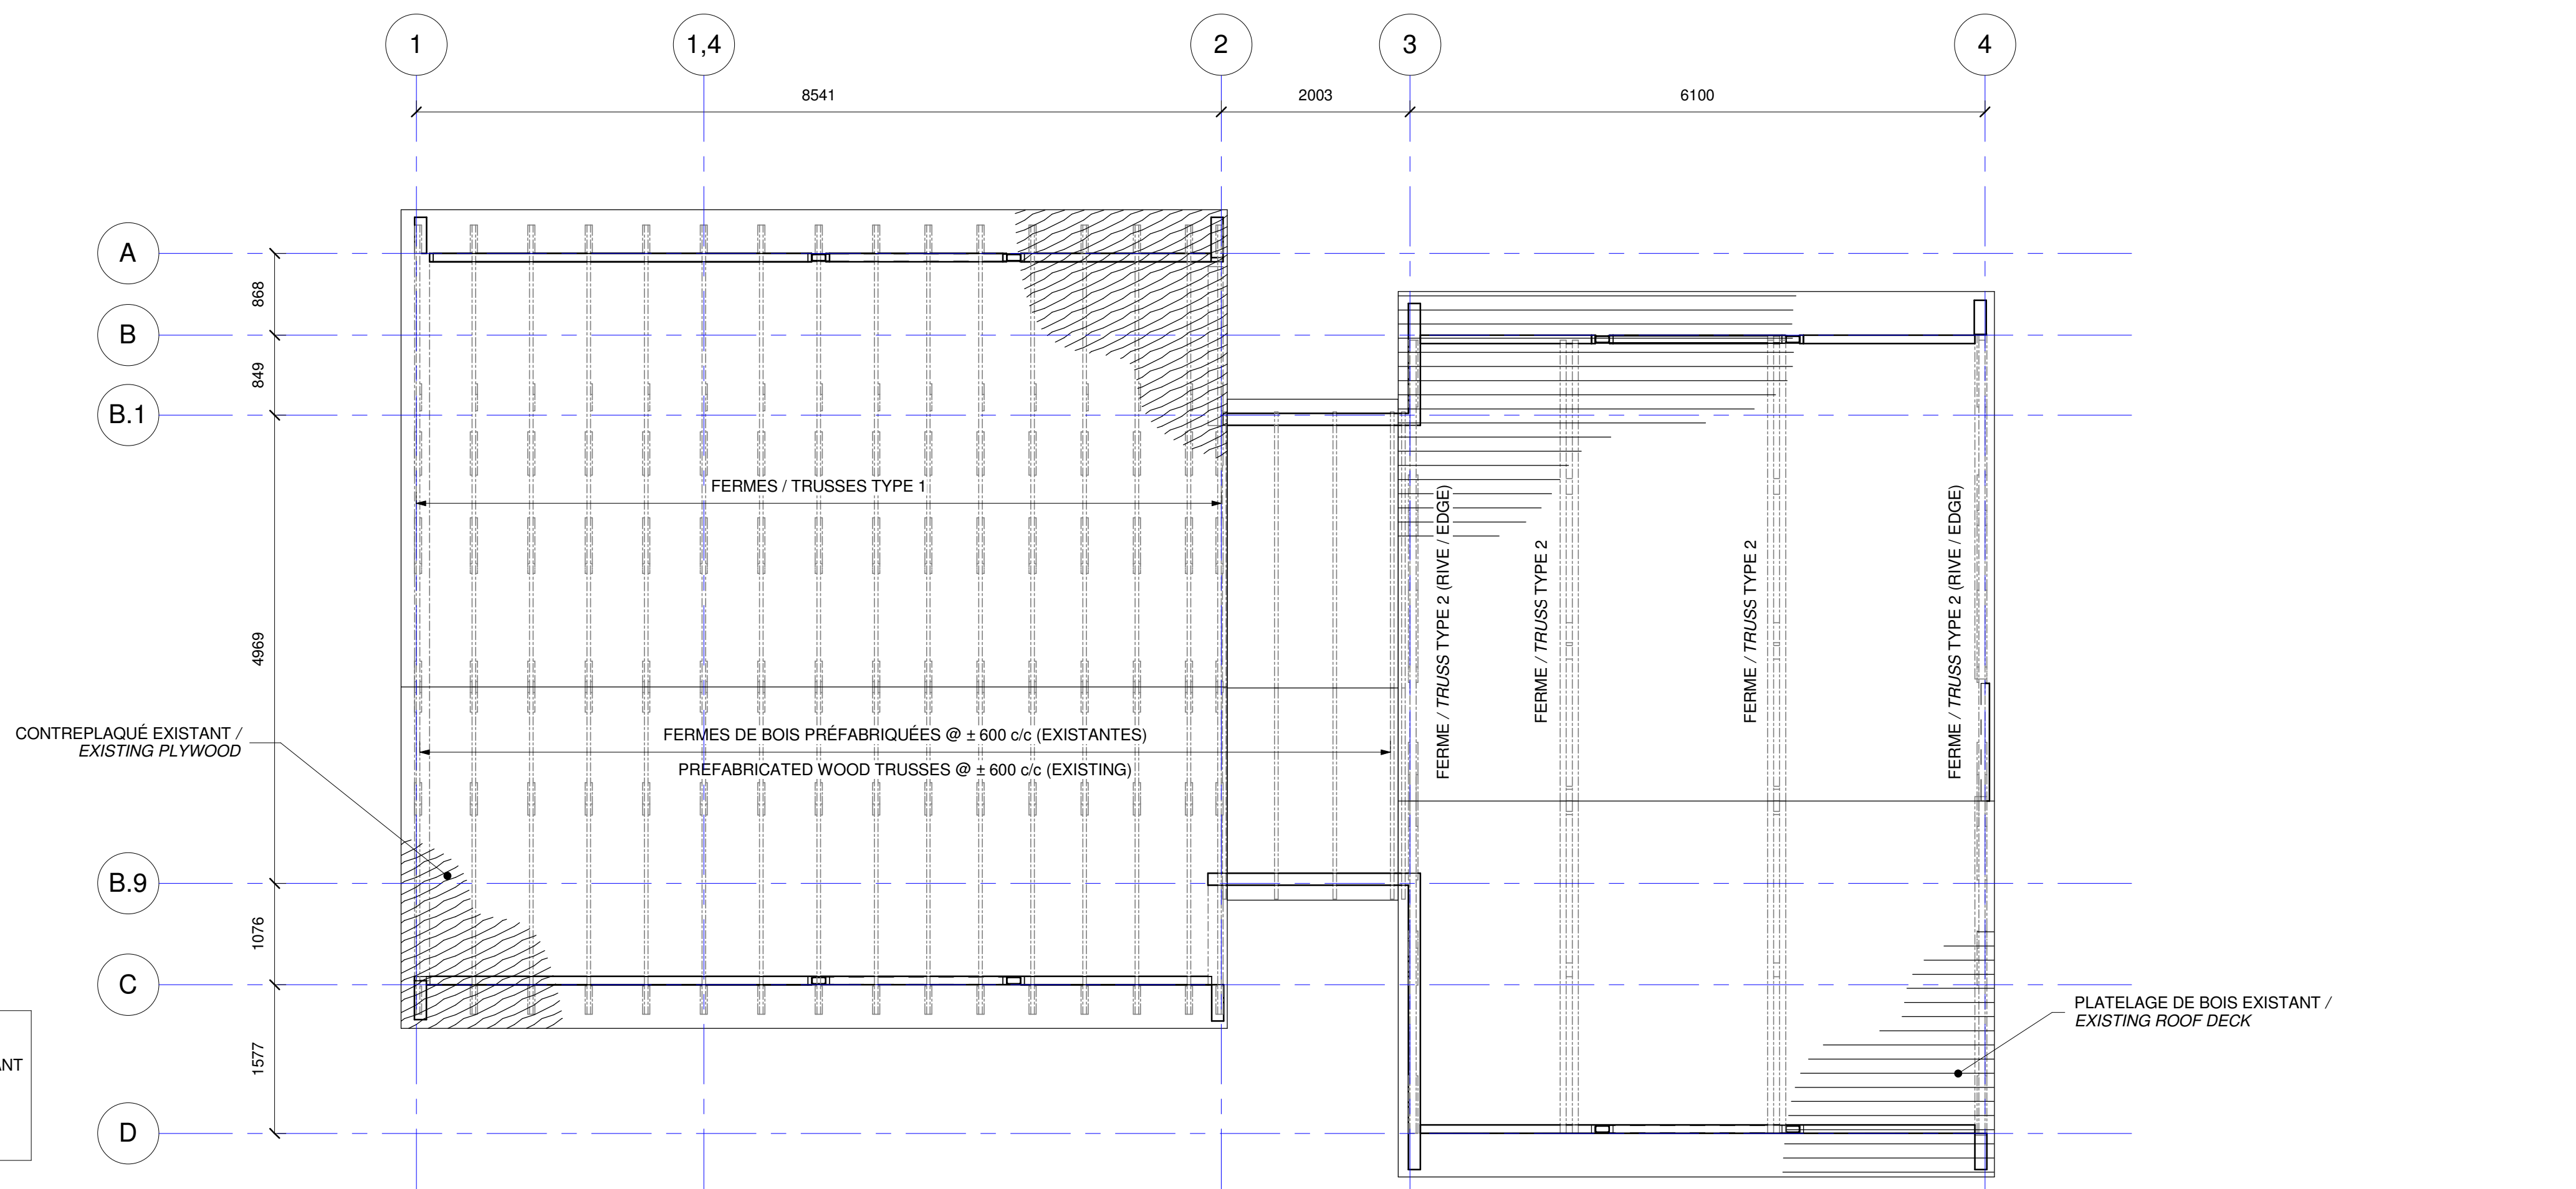 1
1,4
2
3
4
8541
2003
6100
A
B
B.1
B.9
C
D
868
849
4969
1076
1577
FERMES / TRUSSES TYPE 1
FERMES DE BOIS PRÉFABRIQUÉES @ ± 600 c/c (EXISTANTES)
PREFABRICATED WOOD TRUSSES @ ± 600 c/c (EXISTING)
CONTREPLAQUÉ EXISTANT /
EXISTING PLYWOOD
FERME / TRUSS TYPE 2 (RIVE / EDGE)
FERME / TRUSS TYPE 2
FERME / TRUSS TYPE 2
FERME / TRUSS TYPE 2 (RIVE / EDGE)
PLATELAGE DE BOIS EXISTANT /
EXISTING ROOF DECK